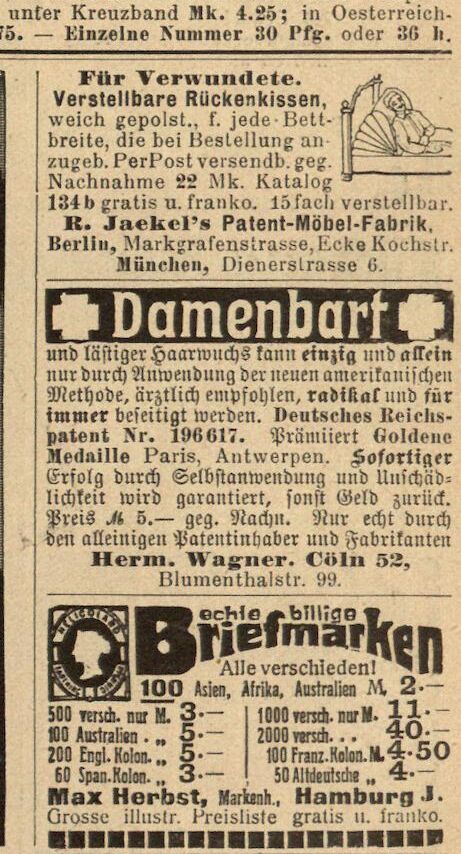 unter Kreuzband Mk. 4.25; in Oesterreich-
75. — Einzelne Nummer 30 Pfg. oder 36 h.
Für Verwundete.
Verstellbare Rückenkissen,
weich gepolst., f. jede Bett-
breite, die bei Bestellung an-
zugeb. Per Post versendb. geg.
Nachnahme 22 Mk. Katalog
134b gratis u. franko. 15fach verstellbar.
R. Jaekel's Patent-Möbel-Fabrik,
Berlin, Markgrafenstrasse, Ecke Kochstr.
München, Dienerstrasse 6.
Damenbart
und lästiger Haarwuchs kann einzig und allein
nur durch Anwendung der neuen amerikanischen
Methode, ärztlich empfohlen, radikal und für
immer beseitigt werden. Deutsches Reichs-
patent Nr. 196617. Prämiiert Goldene
Medaille Paris, Antwerpen. Sofortiger
Erfolg durch Selbstanwendung und Unschäd-
lichkeit wird garantiert, sonst Geld zurück.
Preis ℳ 5.— geg. Nachn. Nur echt durch
den alleinigen Patentinhaber und Fabrikanten
Herm. Wagner. Cöln 52,
Blumenthalstr. 99.
HELIGOLAND
echte billige
Briefmarken
Alle verschieden!
100 Asien, Afrika, Australien M. 2.—
500 versch. nur M. 3.— 1000 versch. nur M. 11.—
100 Australien . „ 5.— 2000 versch. . . 40.—
200 Engl. Kolon. „ 5.— 100 Franz. Kolon. M. 4.50
60 Span. Kolon. „ 3.— 50 Altdeutsche „ 4.—
Max Herbst, Markenh., Hamburg J.
Grosse illustr. Preisliste gratis u. franko.